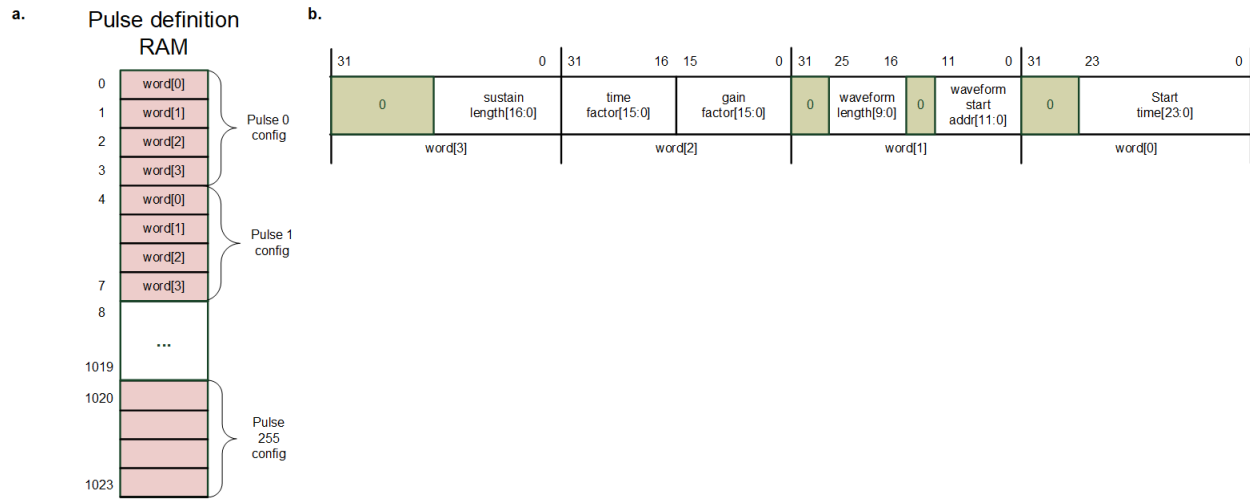 a.
Pulse definition
RAM
0
word[0]
1
word[1]
2
word[2]
3
word[3]
Pulse 0
config
4
word[0]
word[1]
word[2]
7
word[3]
Pulse 1
config
8
...
1019
1020
1023
Pulse
255
config
b.
31 0 31 16 15 0 31 25 16 11 0 31 23 0
0
sustain
length[16:0]
time
factor[15:0]
gain
factor[15:0]
0
waveform
length[9:0]
0
waveform
start
addr[11:0]
0
Start
time[23:0]
word[3] word[2] word[1] word[0]